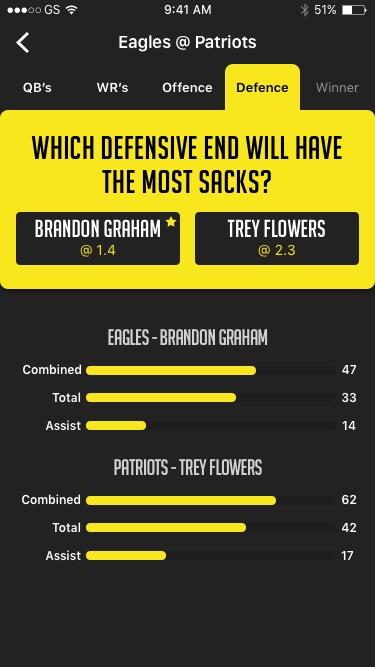 GS 9:41 AM 51%
Eagles @ Patriots
QB's WR's Offence Defence Winner
WHICH DEFENSIVE END WILL HAVE
THE MOST SACKS?
BRANDON GRAHAM TREY FLOWERS
@ 1.4 @ 2.3
EAGLES - BRANDON GRAHAM
Combined 47
Total 33
Assist 14
PATRIOTS - TREY FLOWERS
Combined 62
Total 42
Assist 17